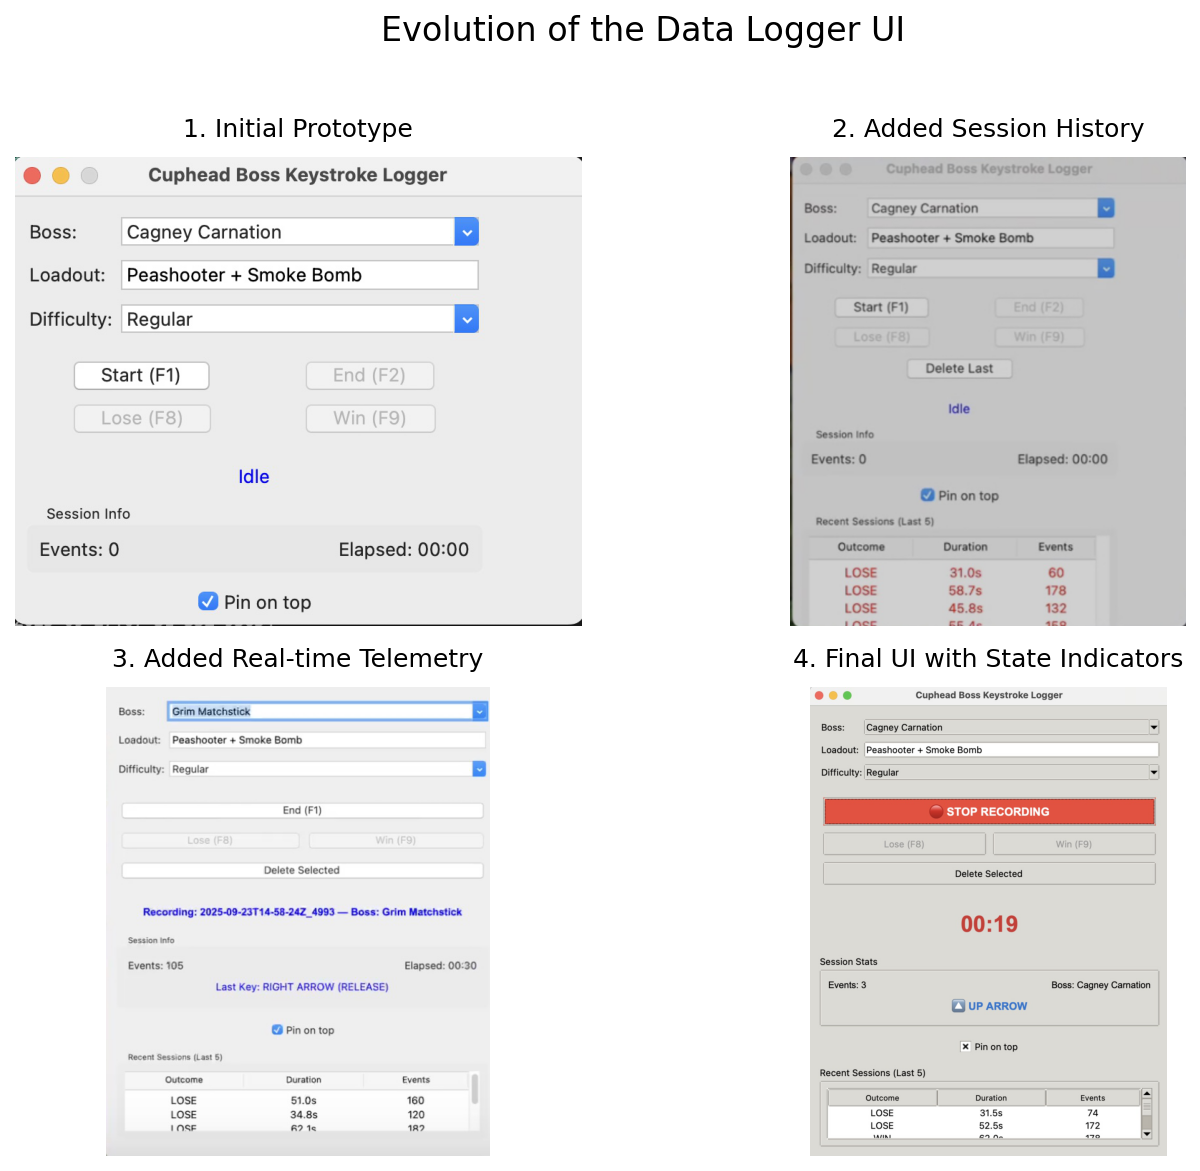 Evolution of the Data Logger UI
1. Initial Prototype
Cuphead Boss Keystroke Logger
Boss: Cagney Carnation
Loadout: Peashooter + Smoke Bomb
Difficulty: Regular
Start (F1) End (F2)
Lose (F8) Win (F9)
Idle
Session Info
Events: 0 Elapsed: 00:00
Pin on top
2. Added Session History
Cuphead Boss Keystroke Logger
Boss: Cagney Carnation
Loadout: Peashooter + Smoke Bomb
Difficulty: Regular
Start (F1) End (F2)
Lose (F8) Win (F9)
Delete Last
Idle
Session Info
Events: 0 Elapsed: 00:00
Pin on top
Recent Sessions (Last 5)
Outcome Duration Events
LOSE 31.0s 60
LOSE 58.7s 178
LOSE 45.8s 132
LOSE 55.4s 158
3. Added Real-time Telemetry
Boss: Grim Matchstick
Loadout: Peashooter + Smoke Bomb
Difficulty: Regular
End (F1)
Lose (F8) Win (F9)
Delete Selected
Recording: 2025-09-23T14-58-24Z_4993 — Boss: Grim Matchstick
Session Info
Events: 105 Elapsed: 00:30
Last Key: RIGHT ARROW (RELEASE)
Pin on top
Recent Sessions (Last 5)
Outcome Duration Events
LOSE 51.0s 160
LOSE 34.8s 120
LOSE 62.1s 182
4. Final UI with State Indicators
Cuphead Boss Keystroke Logger
Boss: Cagney Carnation
Loadout: Peashooter + Smoke Bomb
Difficulty: Regular
STOP RECORDING
Lose (F8) Win (F9)
Delete Selected
00:19
Session Stats
Events: 3 Boss: Cagney Carnation
UP ARROW
Pin on top
Recent Sessions (Last 5)
Outcome Duration Events
LOSE 31.5s 74
LOSE 52.5s 172
WIN 62.0s 178